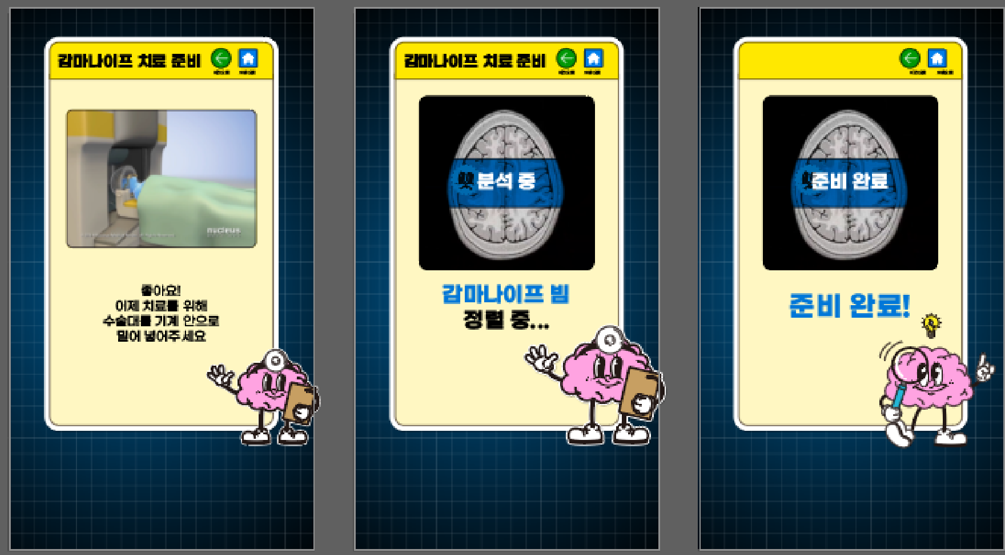 감마나이프 치료 준비
nucleus
좋아요!
이제 치료를 위해
수술대를 기계 안으로
밀어 넣어주세요
감마나이프 치료 준비
분석 중
감마나이프 빔
정렬 중...
준비 완료
준비 완료!